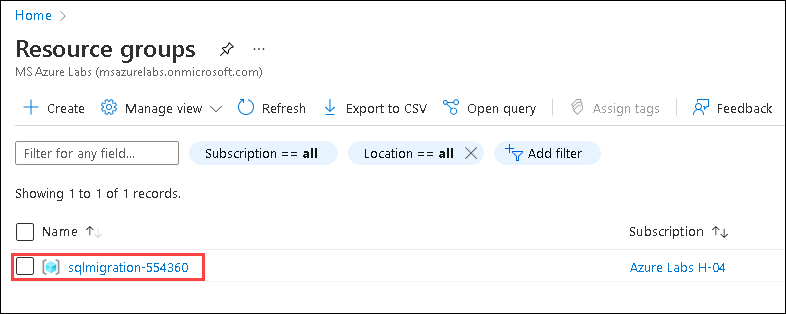 Home
Resource groups
MS Azure Labs (msazurelabs.onmicrosoft.com)
Create Manage view Refresh Export to CSV Open query Assign tags Feedback
Filter for any field... Subscription == all Location == all Add filter
Showing 1 to 1 of 1 records.
Name Subscription
sqlmigration-554360 Azure Labs H-04